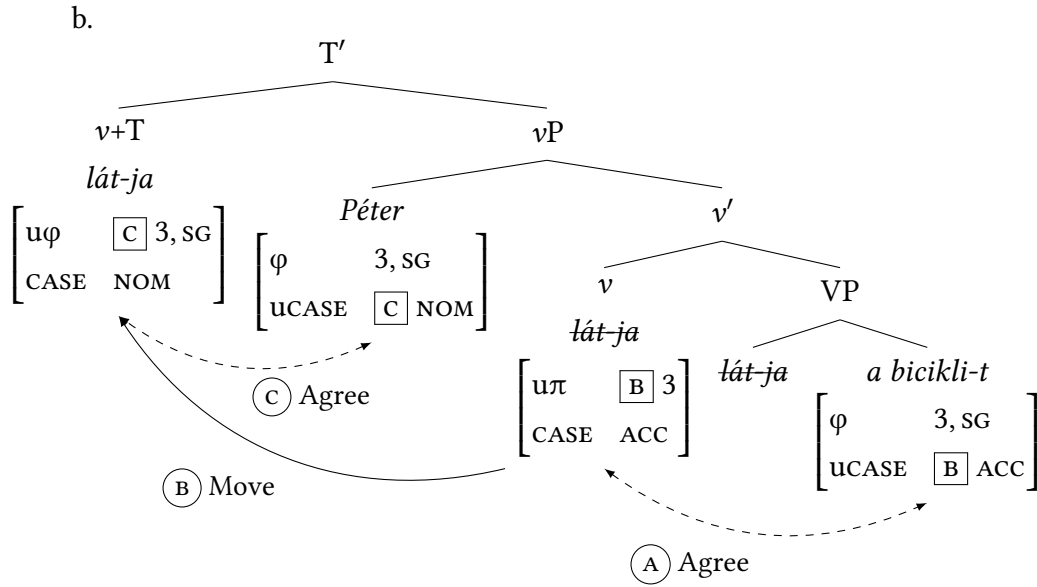 b.
T′
v+T
vP
lát-ja
Péter
v′
[uφ C 3, SG
CASE NOM]
[φ 3, SG
uCASE C NOM]
v
VP
lát-ja
lát-ja
a bicikli-t
[uπ B 3
CASE ACC]
[φ 3, SG
uCASE B ACC]
C Agree
B Move
A Agree